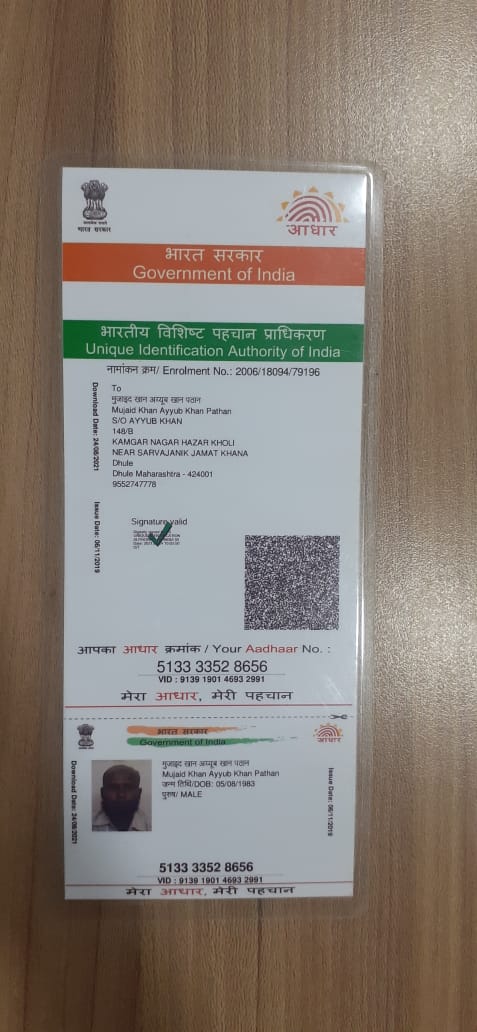 भारत सरकार
आधार
भारत सरकार
Government of India
भारतीय विशिष्ट पहचान प्राधिकरण
Unique Identification Authority of India
नामांकन क्रम/ Enrolment No.: 2006/18094/79196
Download Date: 24/08/2021
To
मुजाइद खान अय्यूब खान पठान
Mujaid Khan Ayyub Khan Pathan
S/O AYYUB KHAN
148/B
KAMGAR NAGAR HAZAR KHOLI
NEAR SARVAJANIK JAMAT KHANA
Dhule
Dhule Maharashtra - 424001
9552747778
Issue Date: 06/11/2019
Signature valid
आपका आधार क्रमांक / Your Aadhaar No. :
5133 3352 8656
VID : 9139 1901 4693 2991
मेरा आधार, मेरी पहचान
भारत सरकार
Government of India
आधार
Download Date: 24/08/2021
मुजाइद खान अय्यूब खान पठान
Mujaid Khan Ayyub Khan Pathan
जन्म तिथि/DOB: 05/08/1983
पुरुष/ MALE
Issue Date: 06/11/2019
5133 3352 8656
VID : 9139 1901 4693 2991
मेरा आधार, मेरी पहचान